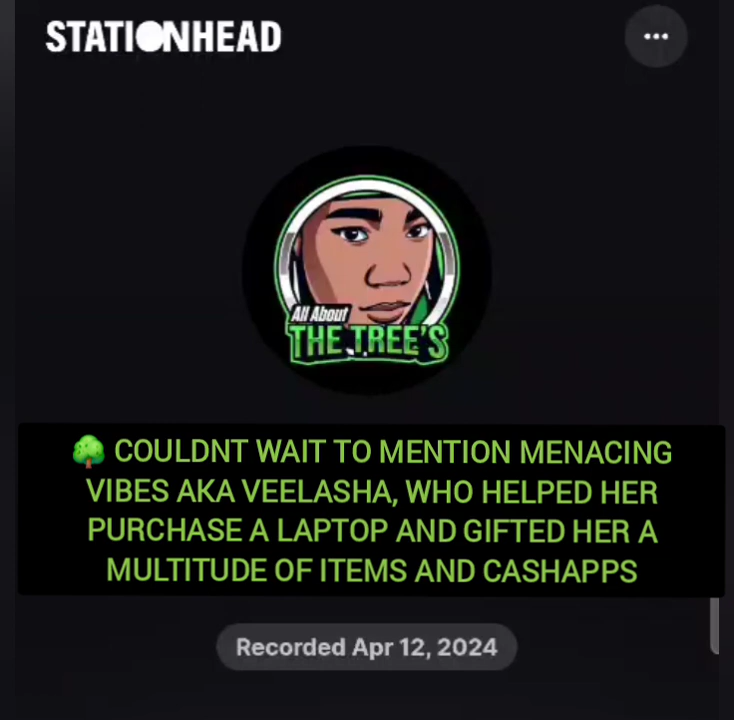 STATIONHEAD
All About
THE TREE'S
🌳 COULDNT WAIT TO MENTION MENACING
VIBES AKA VEELASHA, WHO HELPED HER
PURCHASE A LAPTOP AND GIFTED HER A
MULTITUDE OF ITEMS AND CASHAPPS
Recorded Apr 12, 2024